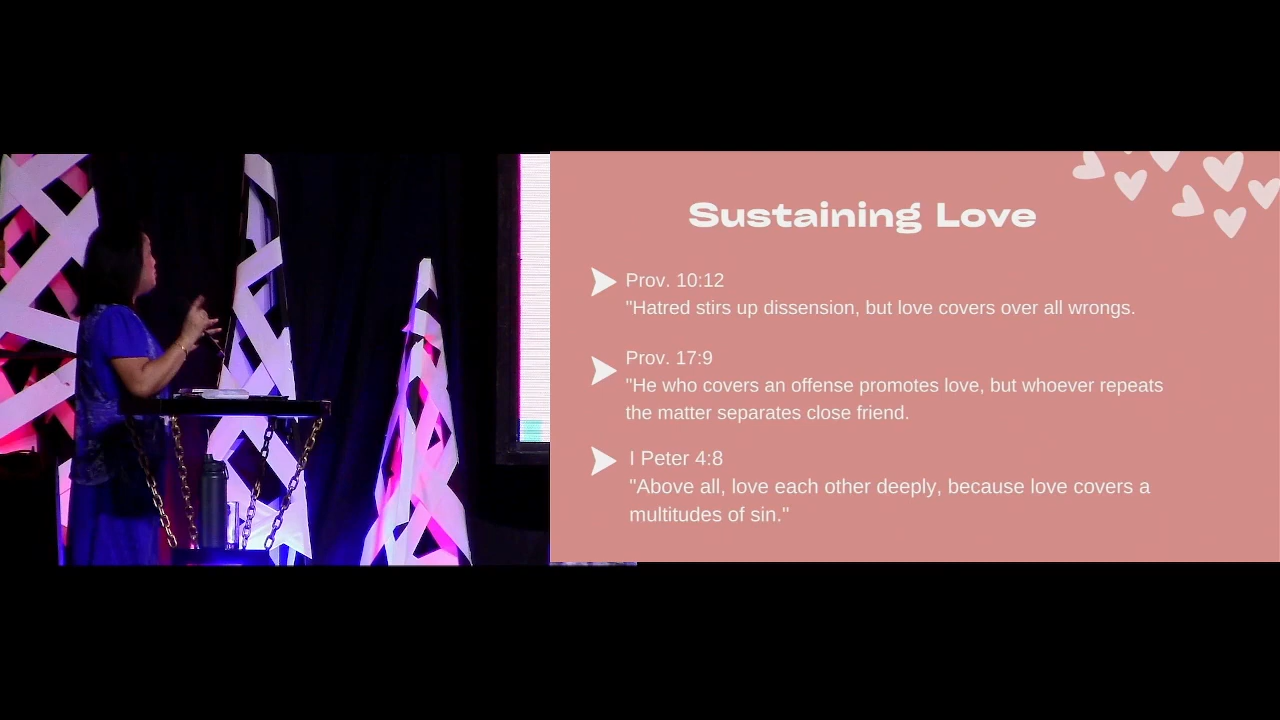 Sustaining Love
Prov. 10:12
"Hatred stirs up dissension, but love covers over all wrongs.
Prov. 17:9
"He who covers an offense promotes love, but whoever repeats
the matter separates close friend.
I Peter 4:8
"Above all, love each other deeply, because love covers a
multitudes of sin."